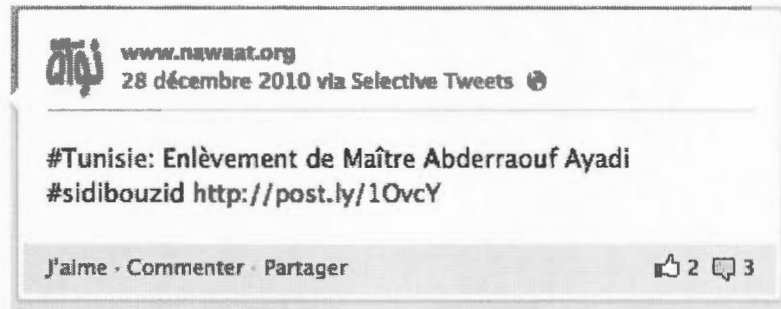 نواة
www.nawaat.org
28 décembre 2010 via Selective Tweets
#Tunisie: Enlèvement de Maître Abderraouf Ayadi
#sidibouzid http://post.ly/1OvcY
J'aime · Commenter · Partager 2 3